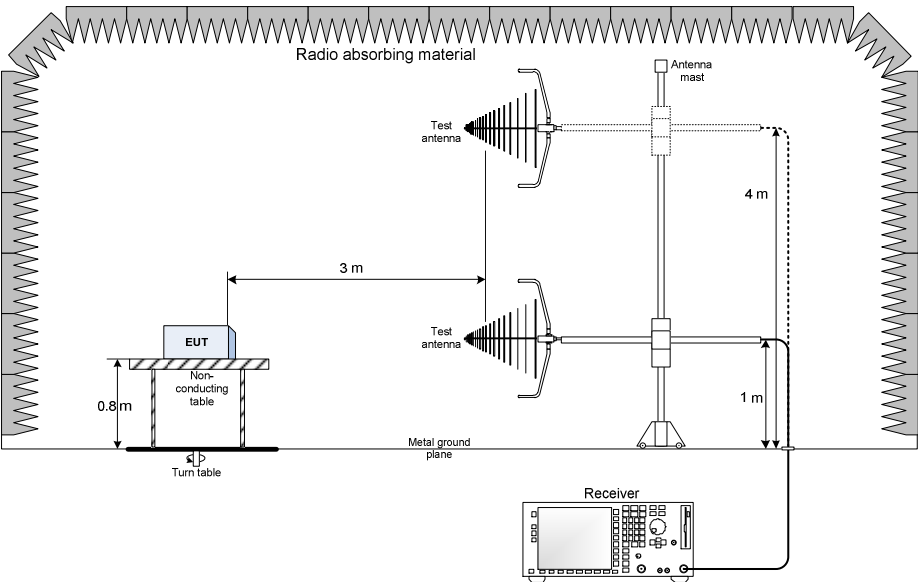 Radio absorbing material
Antenna
mast
Test
antenna
4 m
3 m
EUT
Test
antenna
Non-
conducting
table
0.8 m
1 m
Metal ground
plane
Turn table
Receiver